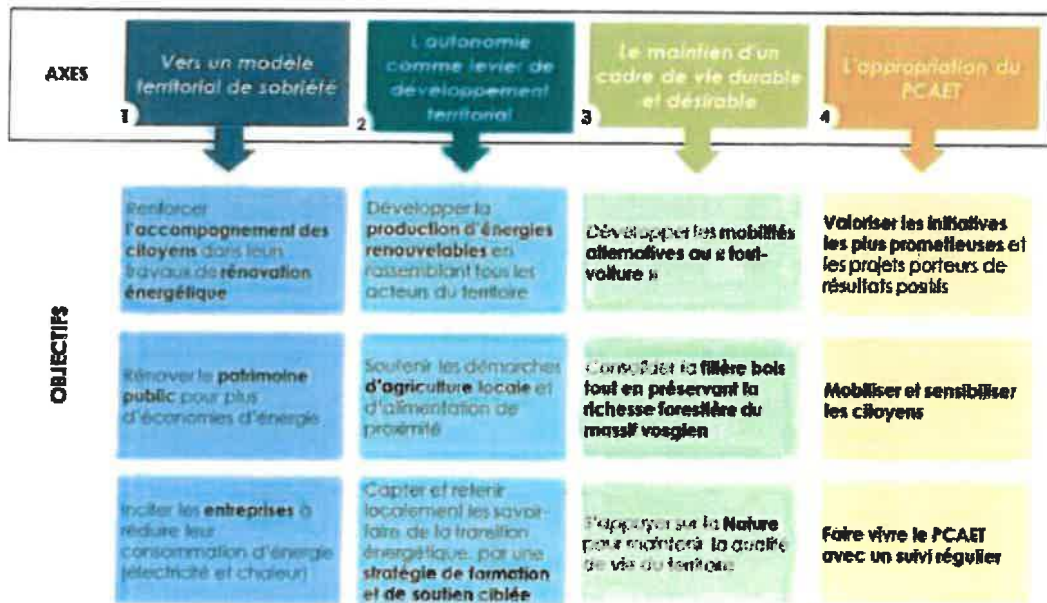 AXES
Vers un modèle
territorial de sobriété
1
L'autonomie
comme levier de
développement
territorial
2
Le maintien d'un
cadre de vie durable
et désirable
3
L'appropriation du
PCAET
4
OBJECTIFS
Renforcer
l'accompagnement des
citoyens dans leurs
travaux de rénovation
énergétique
Développer la
production d'énergies
renouvelables en
rassemblant tous les
acteurs du territoire
Développer les mobilités
alternatives au « tout-
voiture »
Valoriser les initiatives
les plus prometteuses et
les projets porteurs de
résultats positifs
Rénover le patrimoine
public pour plus
d'économies d'énergie
Soutenir les démarches
d'agriculture locale et
d'alimentation de
proximité
Consolider la filière bois
tout en préservant la
richesse forestière du
massif vosgien
Mobiliser et sensibiliser
les citoyens
Inciter les entreprises à
réduire leur
consommation d'énergie
(électricité et chaleur)
Capter et retenir
localement les savoir-
faire de la transition
énergétique, par une
stratégie de formation
et de soutien ciblée
S'appuyer sur la Nature
pour maintenir la qualité
de vie du territoire
Faire vivre le PCAET
avec un suivi régulier